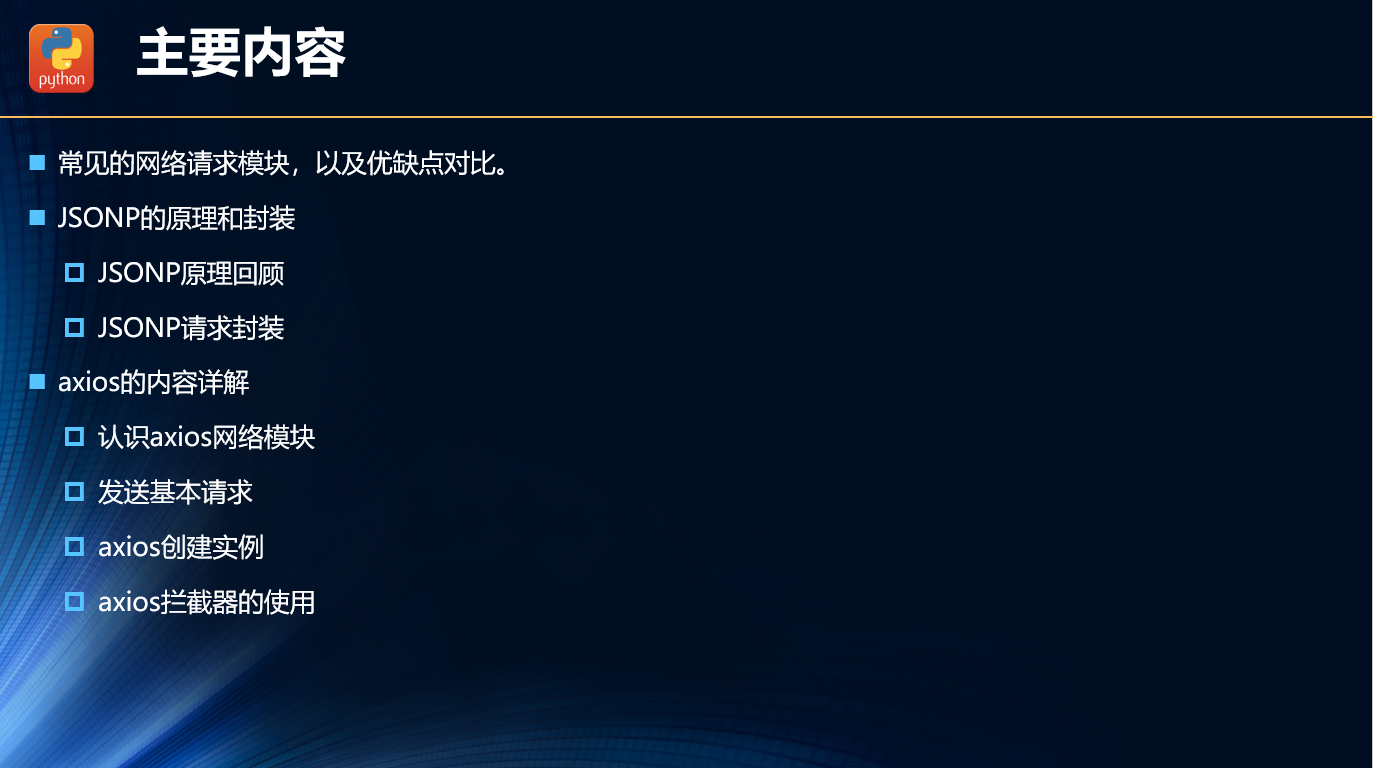 python
主要内容
常见的网络请求模块，以及优缺点对比。
JSONP的原理和封装
JSONP原理回顾
JSONP请求封装
axios的内容详解
认识axios网络模块
发送基本请求
axios创建实例
axios拦截器的使用